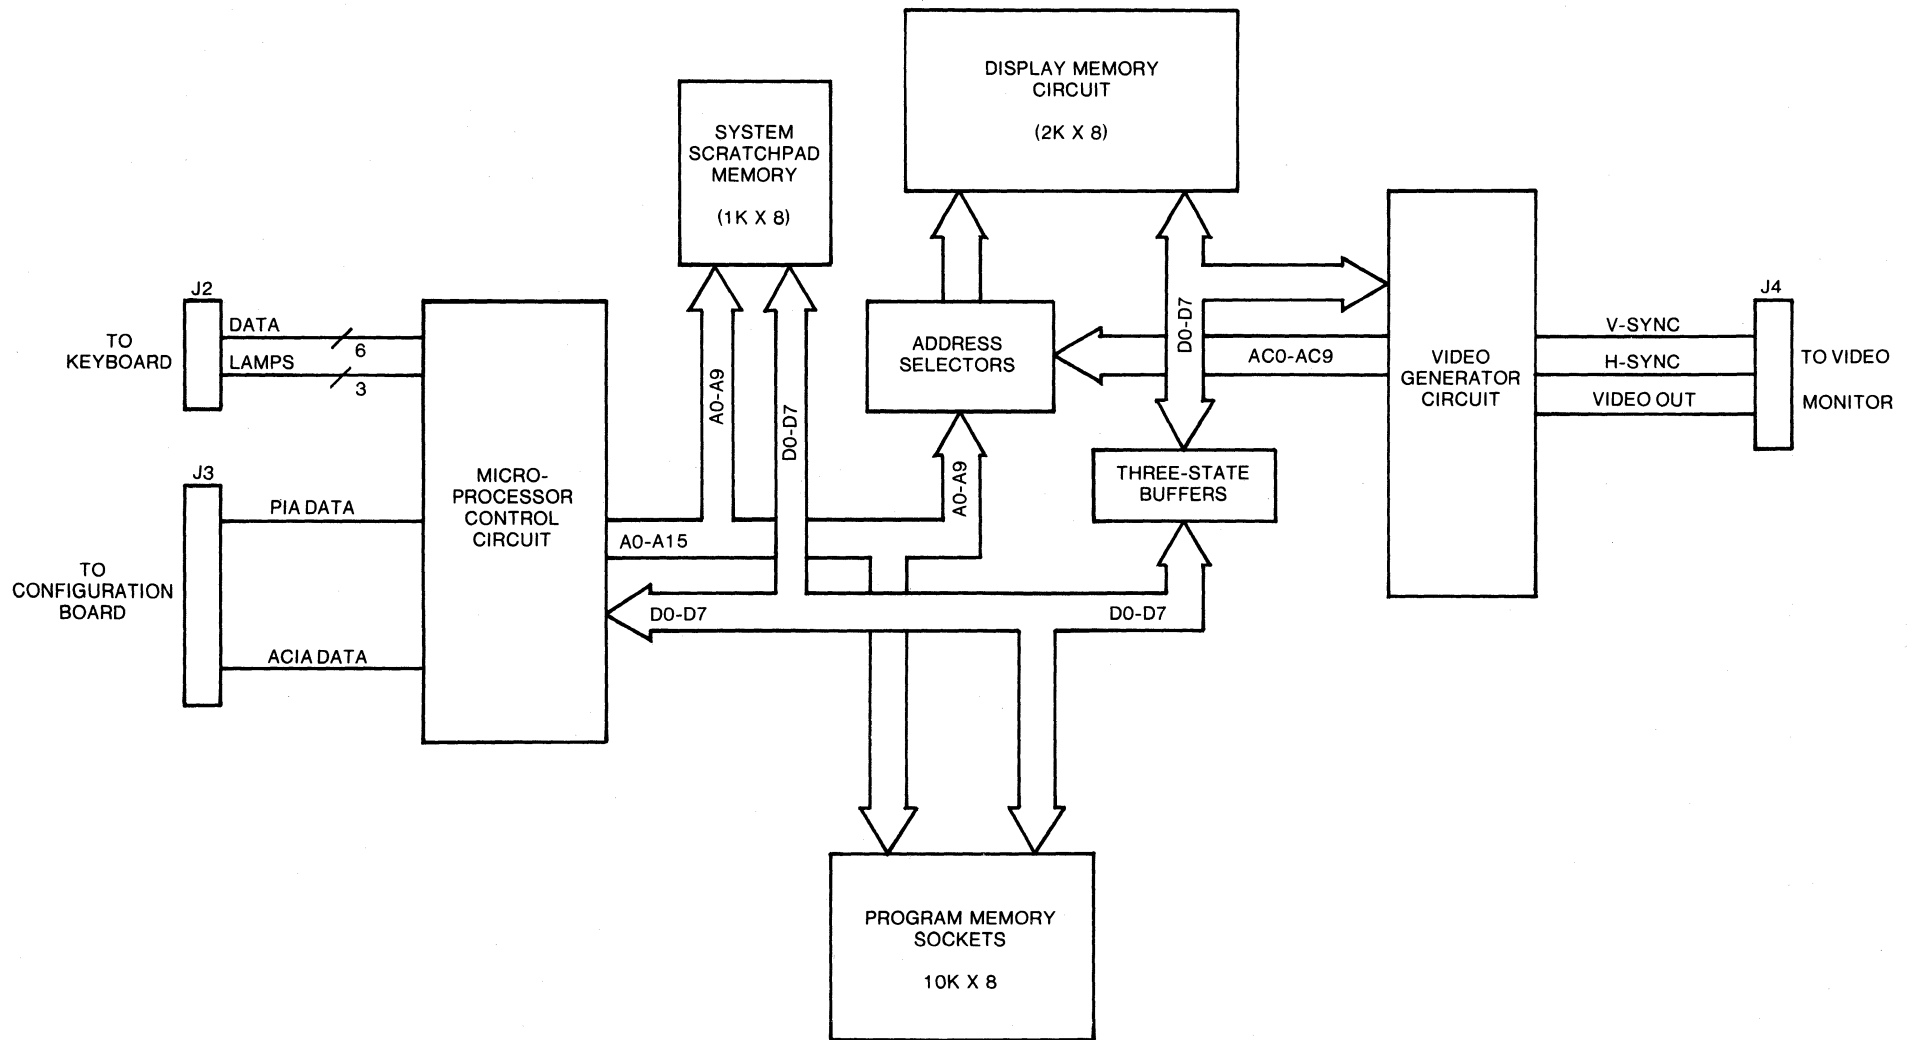 DISPLAY MEMORY
CIRCUIT
(2K X 8)
SYSTEM
SCRATCHPAD
MEMORY
(1K X 8)
J2
DATA
6
LAMPS
3
TO
KEYBOARD
J3
PIA DATA
ACIA DATA
TO
CONFIGURATION
BOARD
MICRO-
PROCESSOR
CONTROL
CIRCUIT
A0-A9
D0-D7
A0-A15
D0-D7
ADDRESS
SELECTORS
A0-A9
D0-D7
AC0-AC9
THREE-STATE
BUFFERS
D0-D7
VIDEO
GENERATOR
CIRCUIT
V-SYNC
H-SYNC
VIDEO OUT
J4
TO VIDEO
MONITOR
PROGRAM MEMORY
SOCKETS
10K X 8